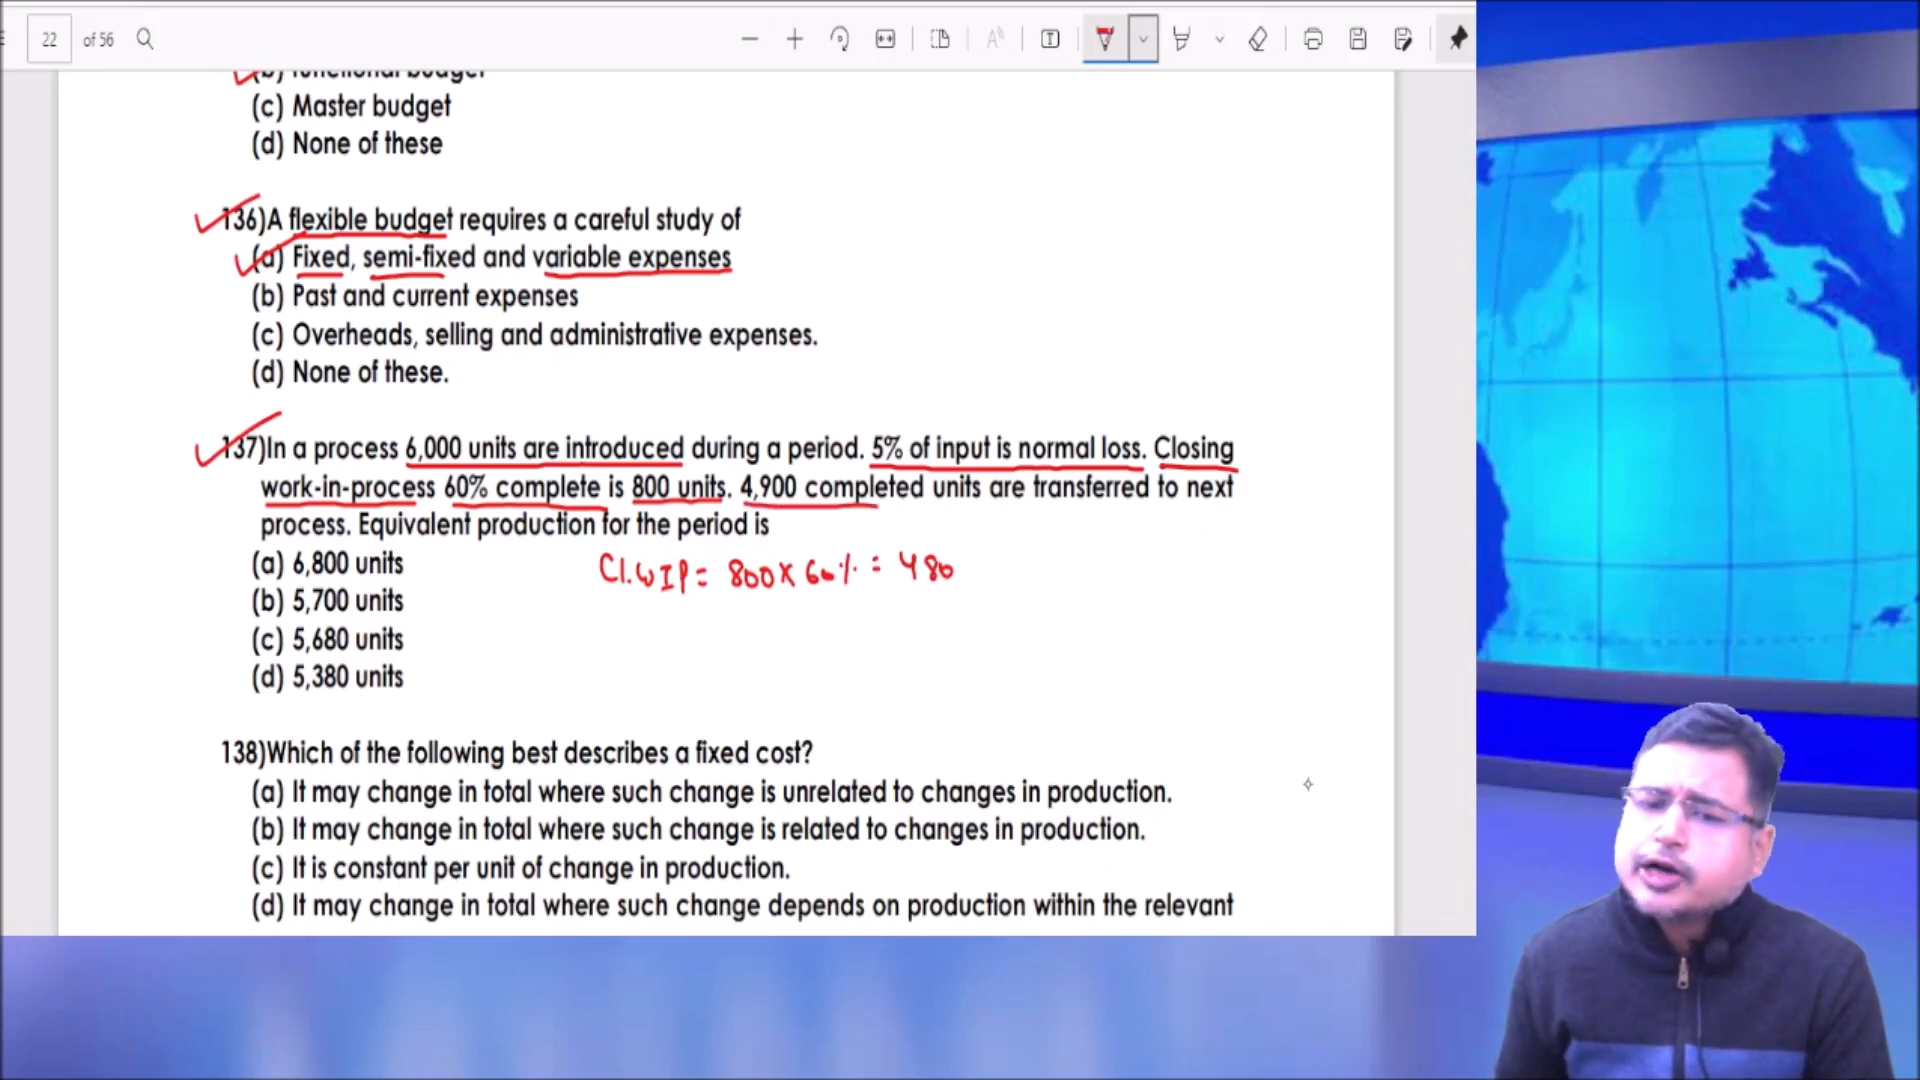 22 of 56
(b) functional budget
(c) Master budget
(d) None of these
136)A flexible budget requires a careful study of
(a) Fixed, semi-fixed and variable expenses
(b) Past and current expenses
(c) Overheads, selling and administrative expenses.
(d) None of these.
137)In a process 6,000 units are introduced during a period. 5% of input is normal loss. Closing
work-in-process 60% complete is 800 units. 4,900 completed units are transferred to next
process. Equivalent production for the period is
(a) 6,800 units
Cl.WIP = 800 x 60% = 480
(b) 5,700 units
(c) 5,680 units
(d) 5,380 units
138)Which of the following best describes a fixed cost?
(a) It may change in total where such change is unrelated to changes in production.
(b) It may change in total where such change is related to changes in production.
(c) It is constant per unit of change in production.
(d) It may change in total where such change depends on production within the relevant